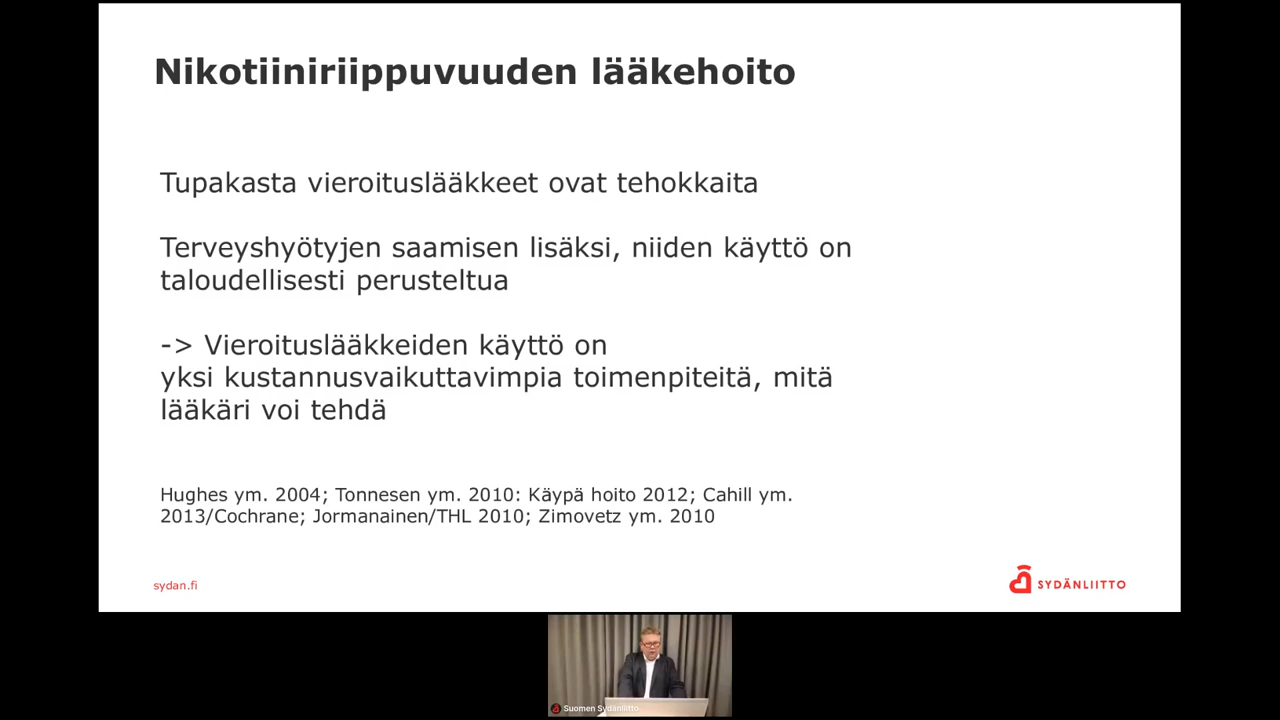 Nikotiiniriippuvuuden lääkehoito
Tupakasta vieroituslääkkeet ovat tehokkaita
Terveyshyötyjen saamisen lisäksi, niiden käyttö on
taloudellisesti perusteltua
-> Vieroituslääkkeiden käyttö on
yksi kustannusvaikuttavimpia toimenpiteitä, mitä
lääkäri voi tehdä
Hughes ym. 2004; Tonnesen ym. 2010: Käypä hoito 2012; Cahill ym.
2013/Cochrane; Jormanainen/THL 2010; Zimovetz ym. 2010
sydan.fi
SYDÄNLIITTO
Suomen Sydänliitto